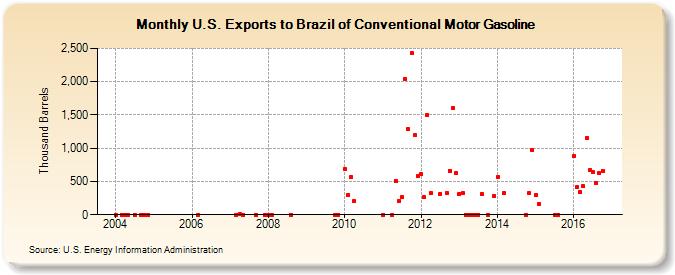 Monthly U.S. Exports to Brazil of Conventional Motor Gasoline
Thousand Barrels
2,500
2,000
1,500
1,000
500
0
2004 2006 2008 2010 2012 2014 2016
Source: U.S. Energy Information Administration